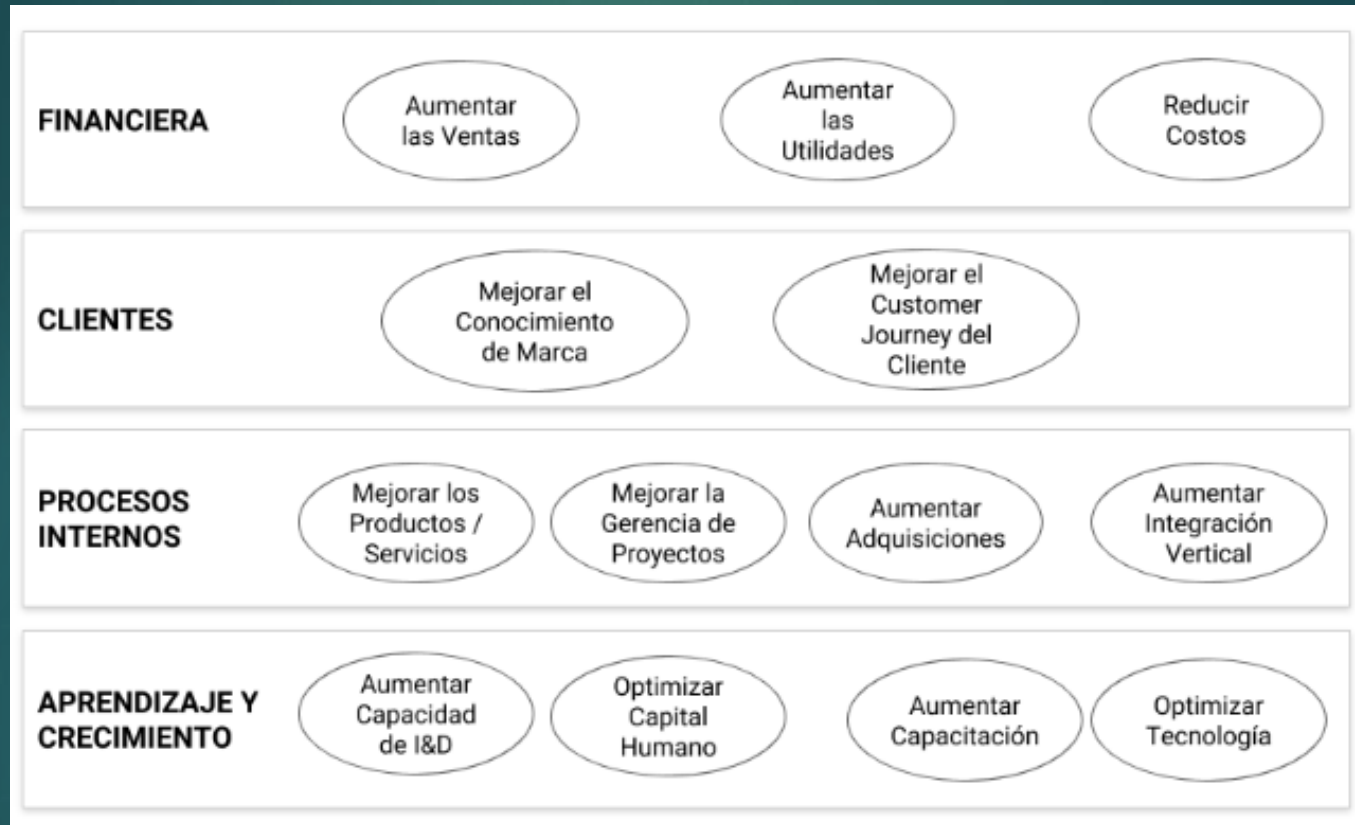 FINANCIERA
Aumentar
las Ventas
Aumentar
las
Utilidades
Reducir
Costos
CLIENTES
Mejorar el
Conocimiento
de Marca
Mejorar el
Customer
Journey del
Cliente
PROCESOS
INTERNOS
Mejorar los
Productos /
Servicios
Mejorar la
Gerencia de
Proyectos
Aumentar
Adquisiciones
Aumentar
Integración
Vertical
APRENDIZAJE Y
CRECIMIENTO
Aumentar
Capacidad
de I&D
Optimizar
Capital
Humano
Aumentar
Capacitación
Optimizar
Tecnología